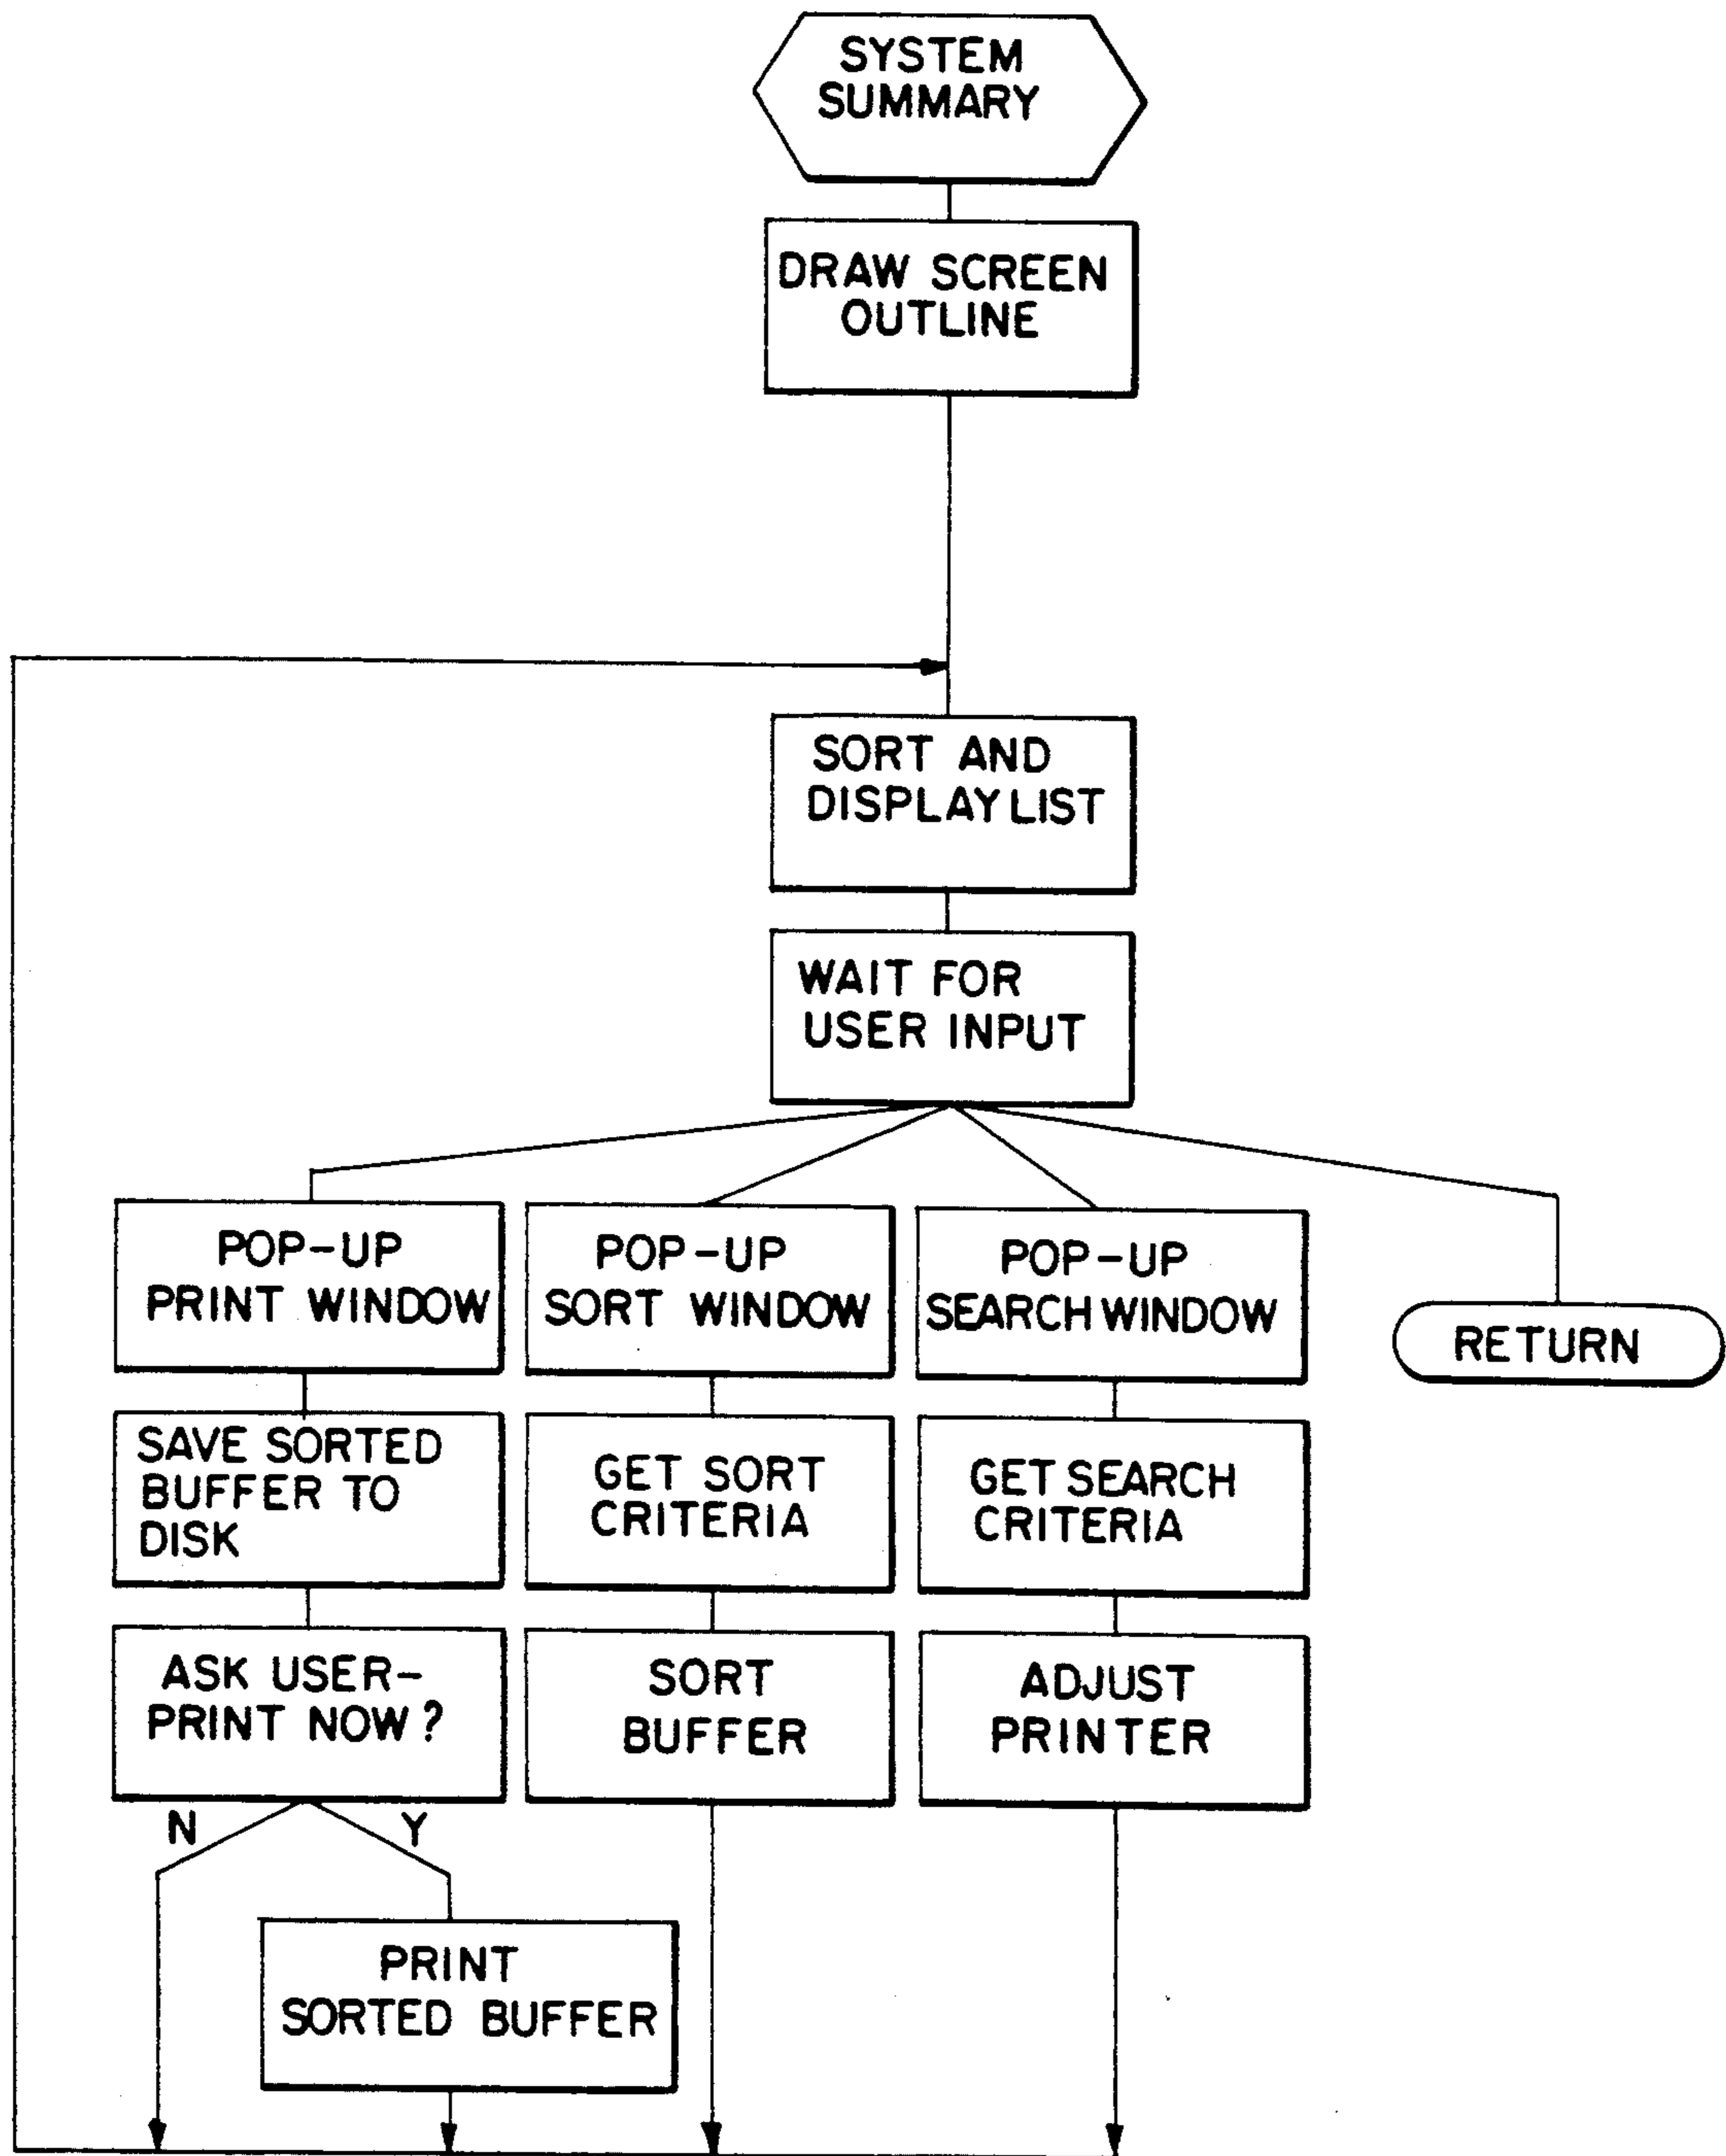 SYSTEM
SUMMARY
DRAW SCREEN
OUTLINE
SORT AND
DISPLAY LIST
WAIT FOR
USER INPUT
POP-UP
PRINT WINDOW
POP-UP
SORT WINDOW
POP-UP
SEARCH WINDOW
RETURN
SAVE SORTED
BUFFER TO
DISK
GET SORT
CRITERIA
GET SEARCH
CRITERIA
ASK USER-
PRINT NOW?
SORT
BUFFER
ADJUST
PRINTER
N
Y
PRINT
SORTED BUFFER